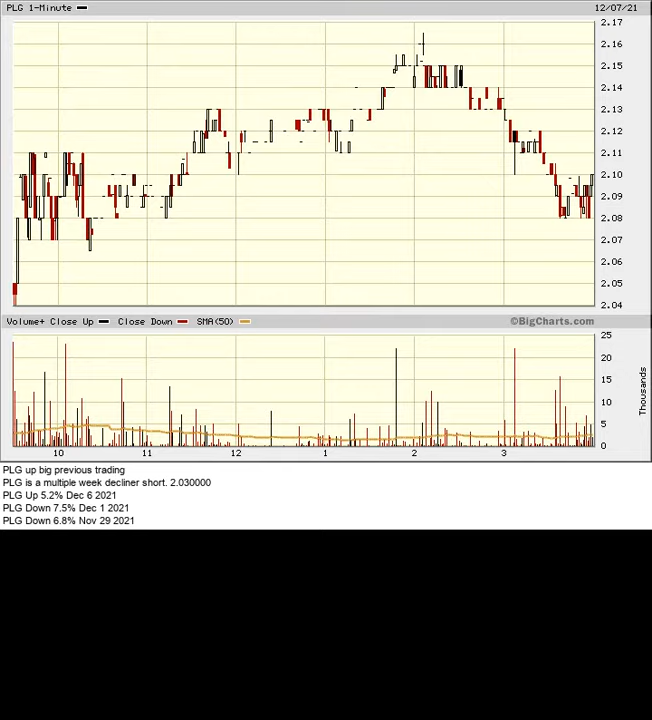 PLG 1-Minute 12/07/21
2.17
2.16
2.15
2.14
2.13
2.12
2.11
2.10
2.09
2.08
2.07
2.06
2.05
2.04
Volume+ Close Up Close Down SMA(50) ©BigCharts.com
25
20
15
10
5
0
Thousands
10 11 12 1 2 3
PLG up big previous trading
PLG is a multiple week decliner short. 2.030000
PLG Up 5.2% Dec 6 2021
PLG Down 7.5% Dec 1 2021
PLG Down 6.8% Nov 29 2021